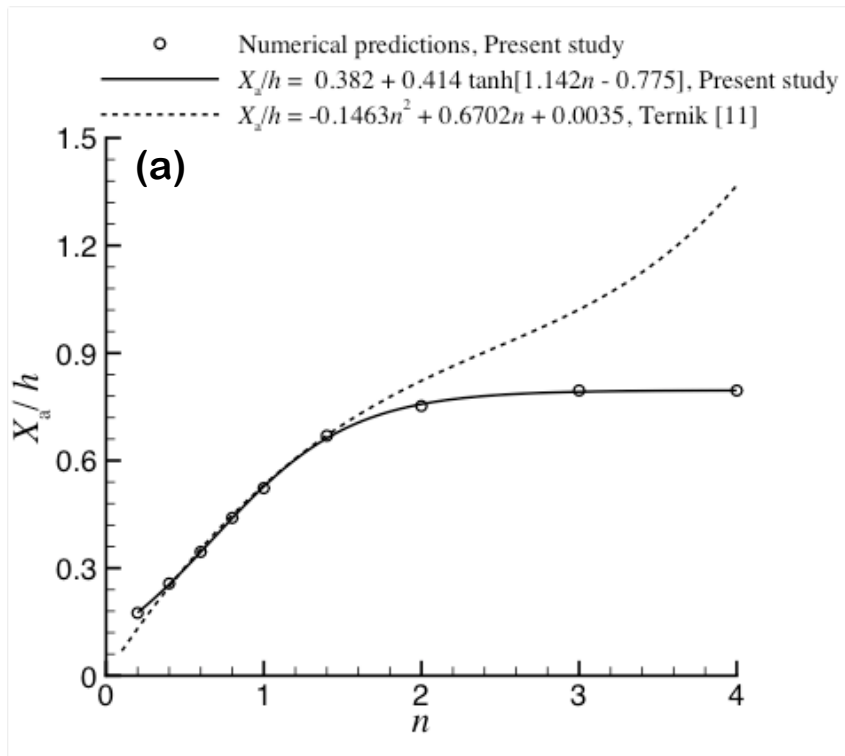 Numerical predictions, Present study
Xₐ/h = 0.382 + 0.414 tanh[1.142n - 0.775], Present study
Xₐ/h = -0.1463n² + 0.6702n + 0.0035, Ternik [11]
(a)
1.5
1.2
0.9
0.6
0.3
0
Xₐ/ h
0 1 2 3 4
n